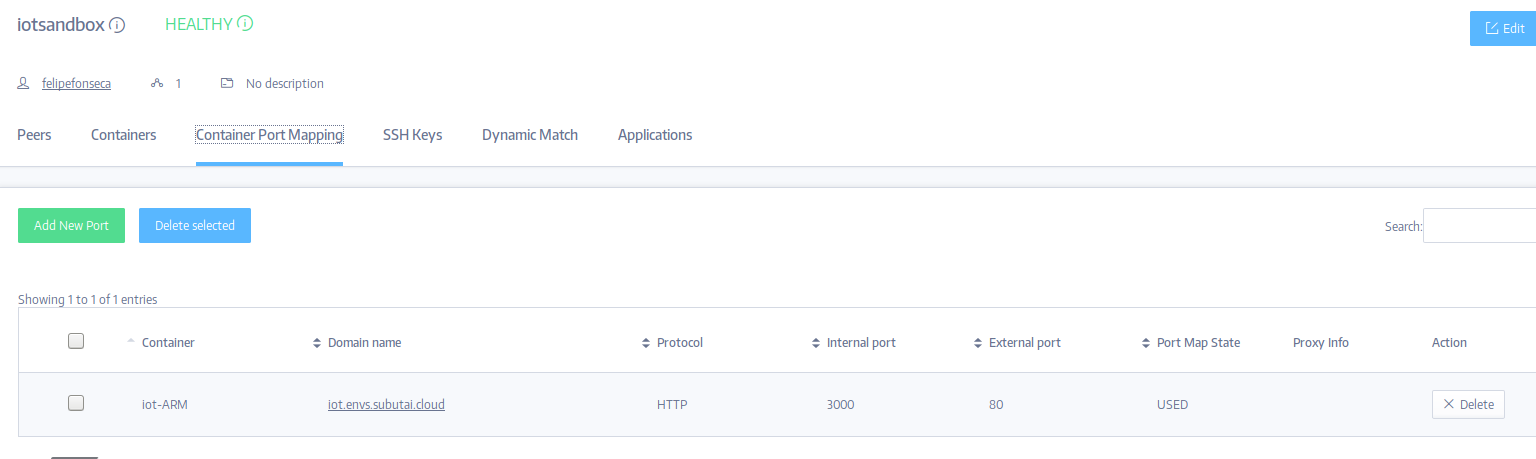 iotsandbox HEALTHY
Edit
felipefonseca 1 No description
Peers Containers Container Port Mapping SSH Keys Dynamic Match Applications
Add New Port Delete selected Search:
Showing 1 to 1 of 1 entries
Container Domain name Protocol Internal port External port Port Map State Proxy Info Action
iot-ARM iot.envs.subutai.cloud HTTP 3000 80 USED Delete